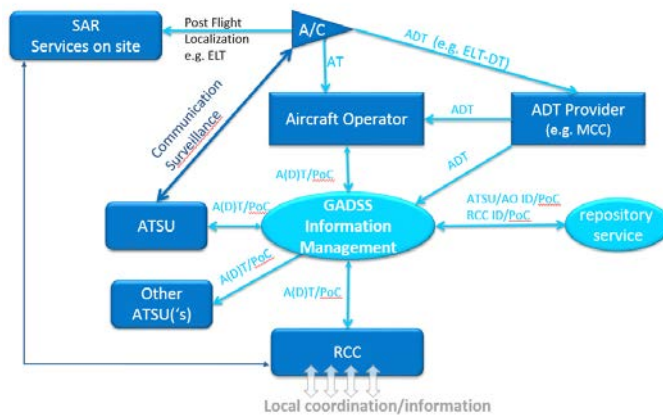 SAR
Services on site
Post Flight
Localization
e.g. ELT
A/C
ADT (e.g. ELT-DT)
AT
Communication
Surveillance
Aircraft Operator
ADT
ADT Provider
(e.g. MCC)
ADT
A(D)T/PoC
ATSU
A(D)T/PoC
GADSS
Information
Management
ATSU/AO ID/PoC
RCC ID/PoC
repository
service
Other
ATSU('s)
A(D)T/PoC
A(D)T/PoC
RCC
Local coordination/information